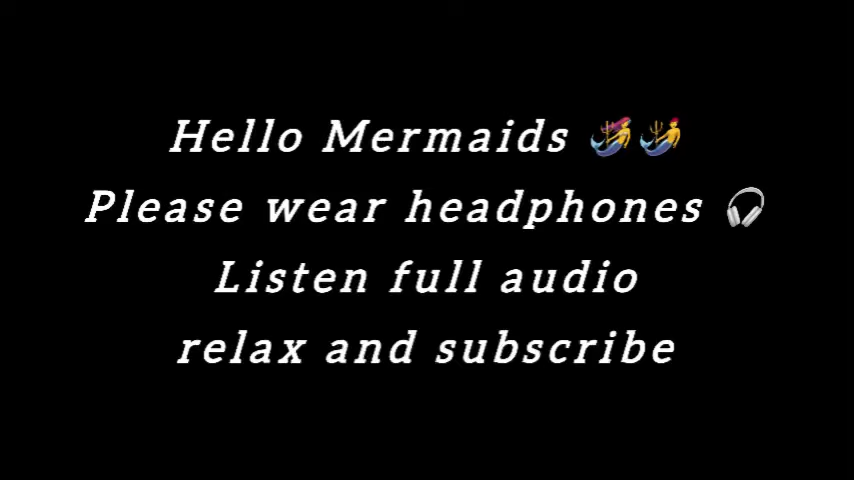 Hello Mermaids 🧜‍♀️🧜‍♂️
Please wear headphones 🎧
Listen full audio
relax and subscribe